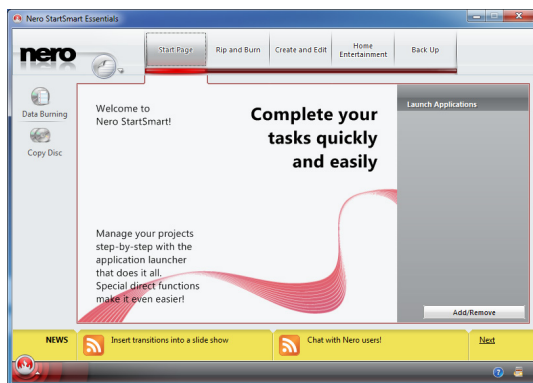 Nero StartSmart Essentials
nero
Start Page
Rip and Burn
Create and Edit
Home
Entertainment
Back Up
Data Burning
Copy Disc
Welcome to
Nero StartSmart!
Complete your
tasks quickly
and easily
Manage your projects
step-by-step with the
application launcher
that does it all.
Special direct functions
make it even easier!
Launch Applications
Add/Remove
NEWS
Insert transitions into a slide show
Chat with Nero users!
Next